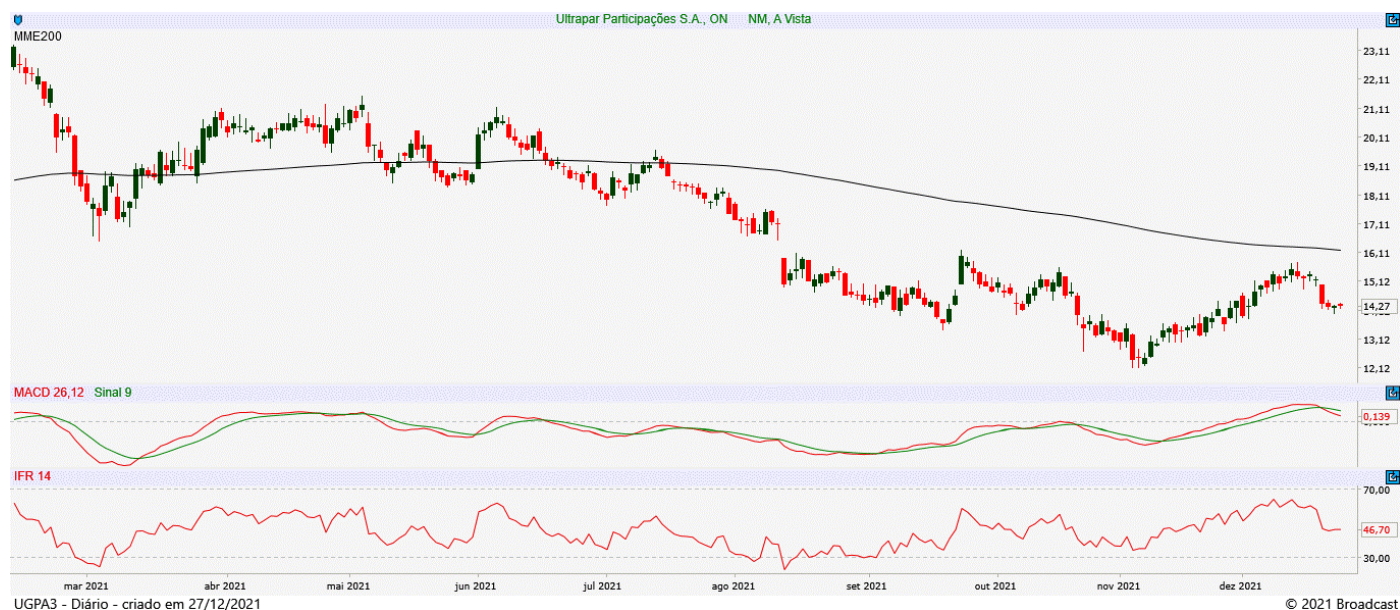 Ultrapar Participações S.A., ON NM, A Vista
MME200
23,11
22,11
21,11
20,11
19,11
18,11
17,11
16,11
15,12
14,27
13,12
12,12
MACD 26,12 Sinal 9
0,139
IFR 14
70,00
46,70
30,00
mar 2021 abr 2021 mai 2021 jun 2021 jul 2021 ago 2021 set 2021 out 2021 nov 2021 dez 2021
UGPA3 - Diário - criado em 27/12/2021 © 2021 Broadcast